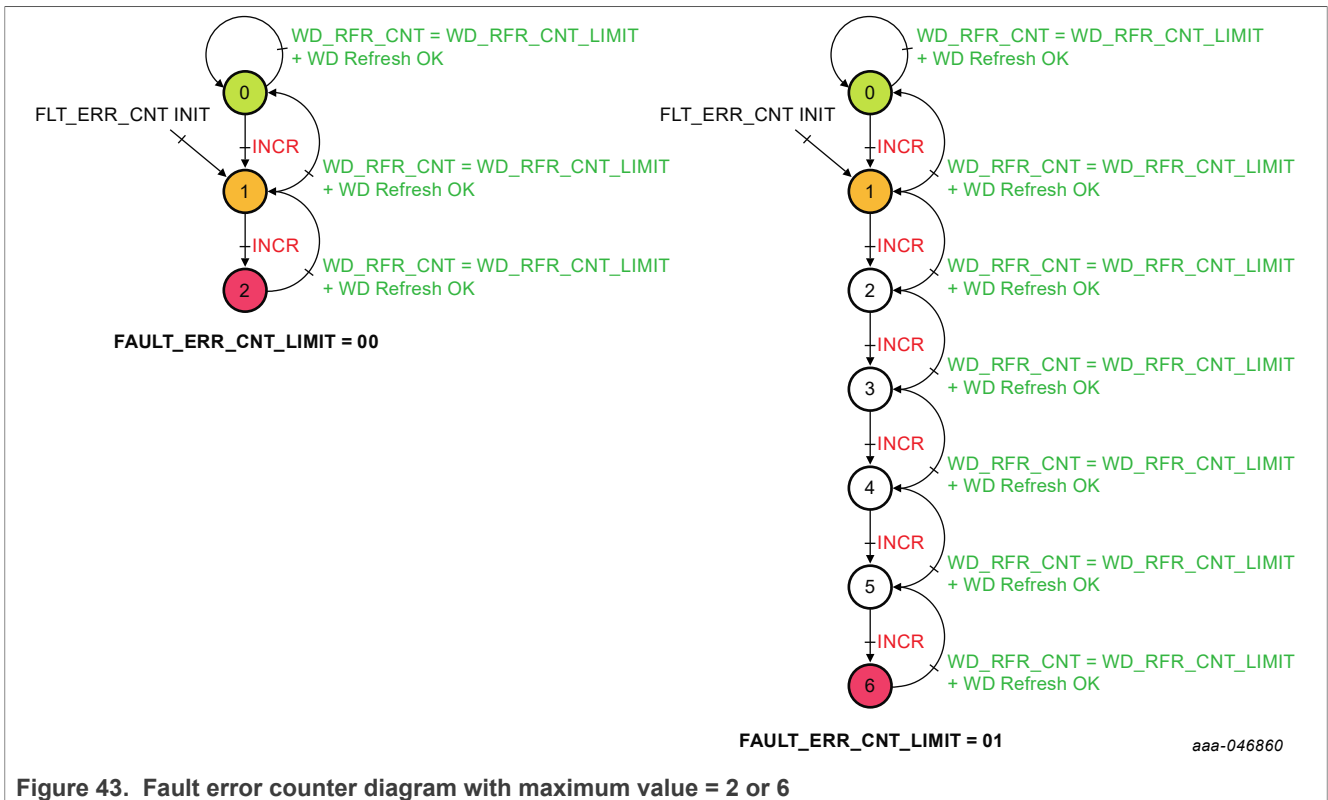 WD_RFR_CNT = WD_RFR_CNT_LIMIT
+ WD Refresh OK
0
FLT_ERR_CNT INIT
INCR
WD_RFR_CNT = WD_RFR_CNT_LIMIT
+ WD Refresh OK
1
INCR
WD_RFR_CNT = WD_RFR_CNT_LIMIT
+ WD Refresh OK
2
FAULT_ERR_CNT_LIMIT = 00
WD_RFR_CNT = WD_RFR_CNT_LIMIT
+ WD Refresh OK
0
FLT_ERR_CNT INIT
INCR
WD_RFR_CNT = WD_RFR_CNT_LIMIT
+ WD Refresh OK
1
INCR
WD_RFR_CNT = WD_RFR_CNT_LIMIT
+ WD Refresh OK
2
INCR
WD_RFR_CNT = WD_RFR_CNT_LIMIT
+ WD Refresh OK
3
INCR
WD_RFR_CNT = WD_RFR_CNT_LIMIT
+ WD Refresh OK
4
INCR
WD_RFR_CNT = WD_RFR_CNT_LIMIT
+ WD Refresh OK
5
INCR
WD_RFR_CNT = WD_RFR_CNT_LIMIT
+ WD Refresh OK
6
FAULT_ERR_CNT_LIMIT = 01
aaa-046860
Figure 43. Fault error counter diagram with maximum value = 2 or 6